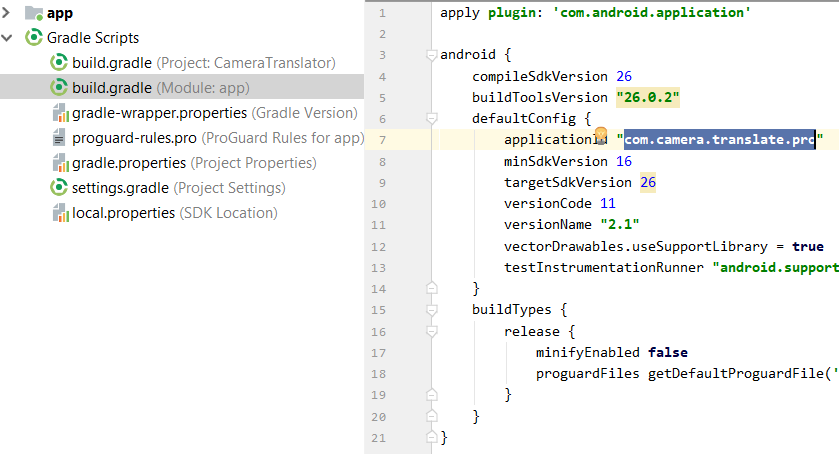 app
Gradle Scripts
build.gradle (Project: CameraTranslator)
build.gradle (Module: app)
gradle-wrapper.properties (Gradle Version)
proguard-rules.pro (ProGuard Rules for app)
gradle.properties (Project Properties)
settings.gradle (Project Settings)
local.properties (SDK Location)
1 apply plugin: 'com.android.application'
2
3 android {
4 compileSdkVersion 26
5 buildToolsVersion "26.0.2"
6 defaultConfig {
7 applicationId "com.camera.translate.pro"
8 minSdkVersion 16
9 targetSdkVersion 26
10 versionCode 11
11 versionName "2.1"
12 vectorDrawables.useSupportLibrary = true
13 testInstrumentationRunner "android.support
14 }
15 buildTypes {
16 release {
17 minifyEnabled false
18 proguardFiles getDefaultProguardFile('
19 }
20 }
21 }